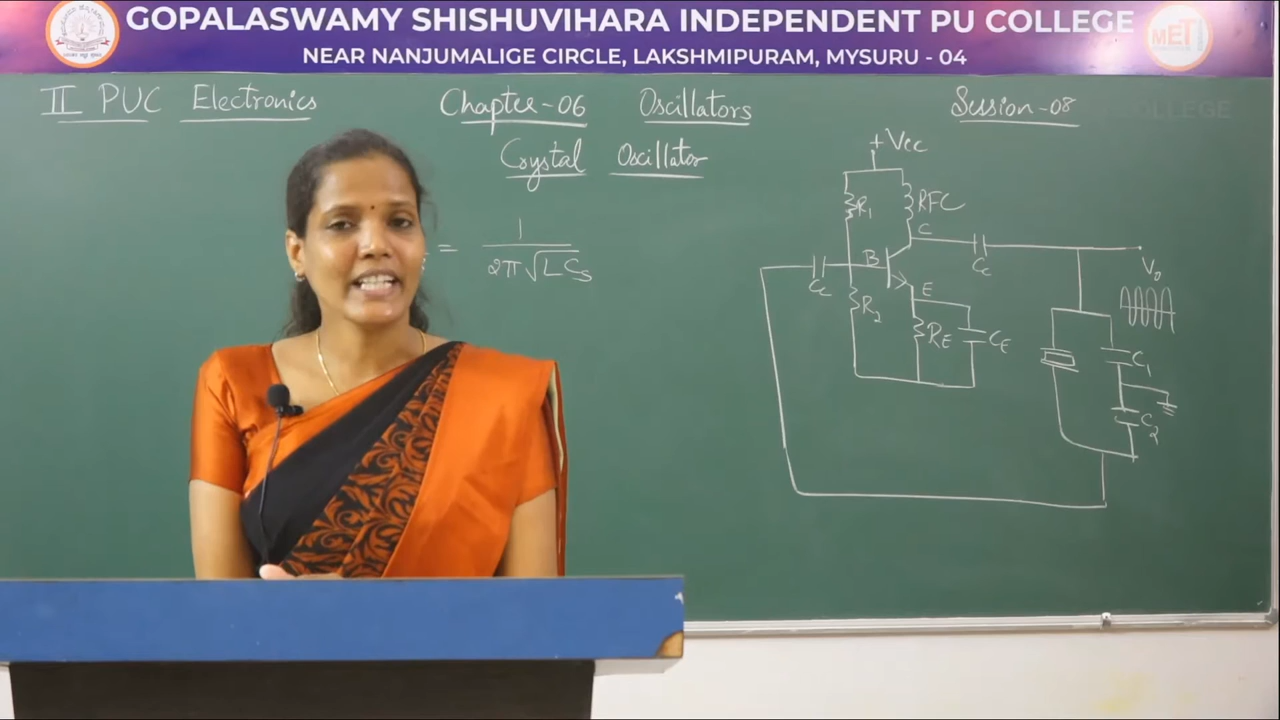 GOPALASWAMY SHISHUVIHARA INDEPENDENT PU COLLEGE
NEAR NANJUMALIGE CIRCLE, LAKSHMIPURAM, MYSURU - 04
MET
II PUC Electronics Chapter-06 Oscillators Session-08
COLLEGE
Crystal Oscillator
= 1 / 2π√LCs
+Vcc
R1
RFC
C
B
Cc
Cc
Vo
E
R2
RE
CE
C1
C2